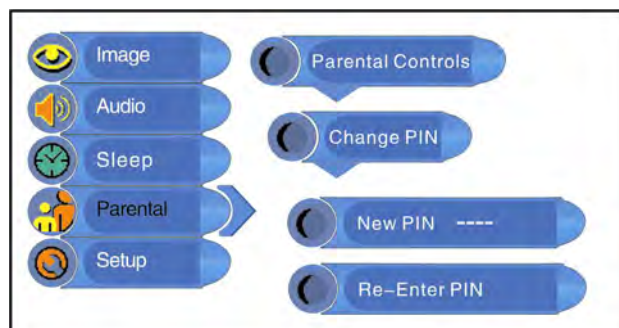 Image
Audio
Sleep
Parental
Setup
Parental Controls
Change PIN
New PIN ----
Re-Enter PIN